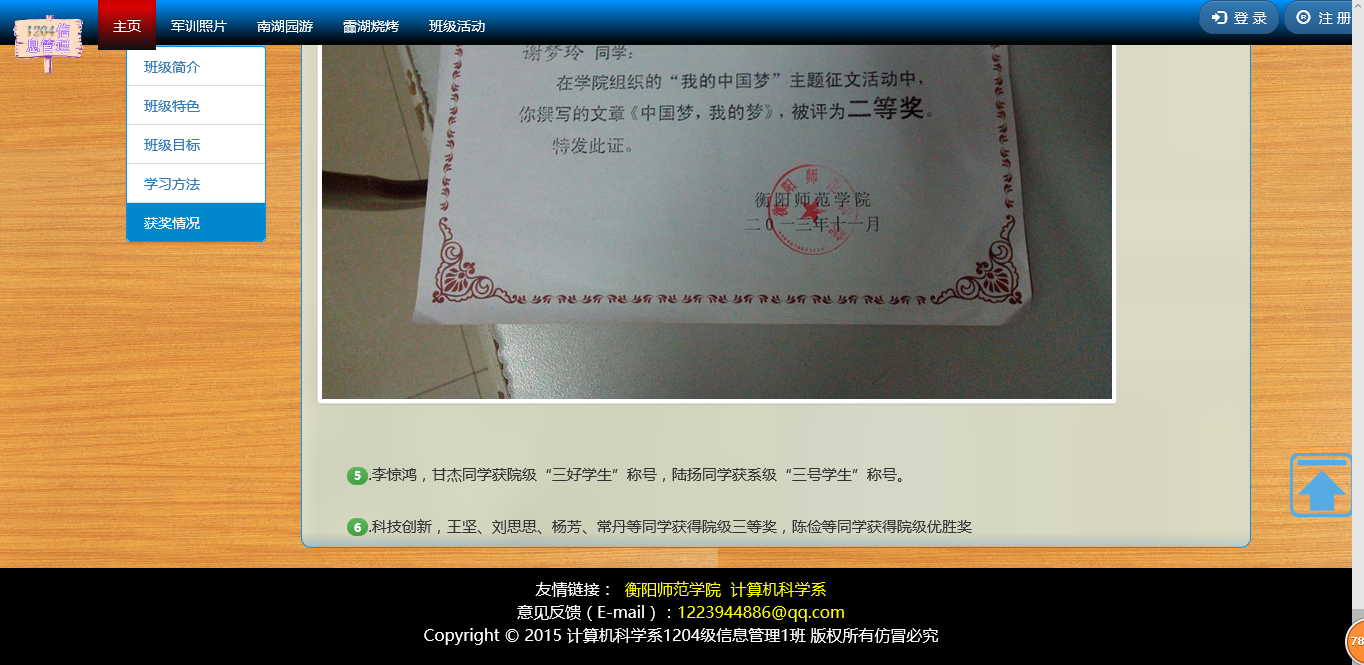 1204信
息管理
主页
军训照片
南湖园游
霤湖烧烤
班级活动
登 录
® 注 册
班级简介
班级特色
班级目标
学习方法
获奖情况
谢梦玲 同学:
在学院组织的“我的中国梦”主题征文活动中,
你撰写的文章《中国梦,我的梦》,被评为二等奖。
特发此证。
衡阳师范学院
二0一三年十一月
5.李惊鸿,甘杰同学获院级“三好学生”称号,陆扬同学获系级“三号学生”称号。
6.科技创新,王坚、刘思思、杨芳、常丹等同学获得院级三等奖,陈俭等同学获得院级优胜奖
友情链接: 衡阳师范学院 计算机科学系
意见反馈(E-mail):1223944886@qq.com
Copyright © 2015 计算机科学系1204级信息管理1班 版权所有仿冒必究
78